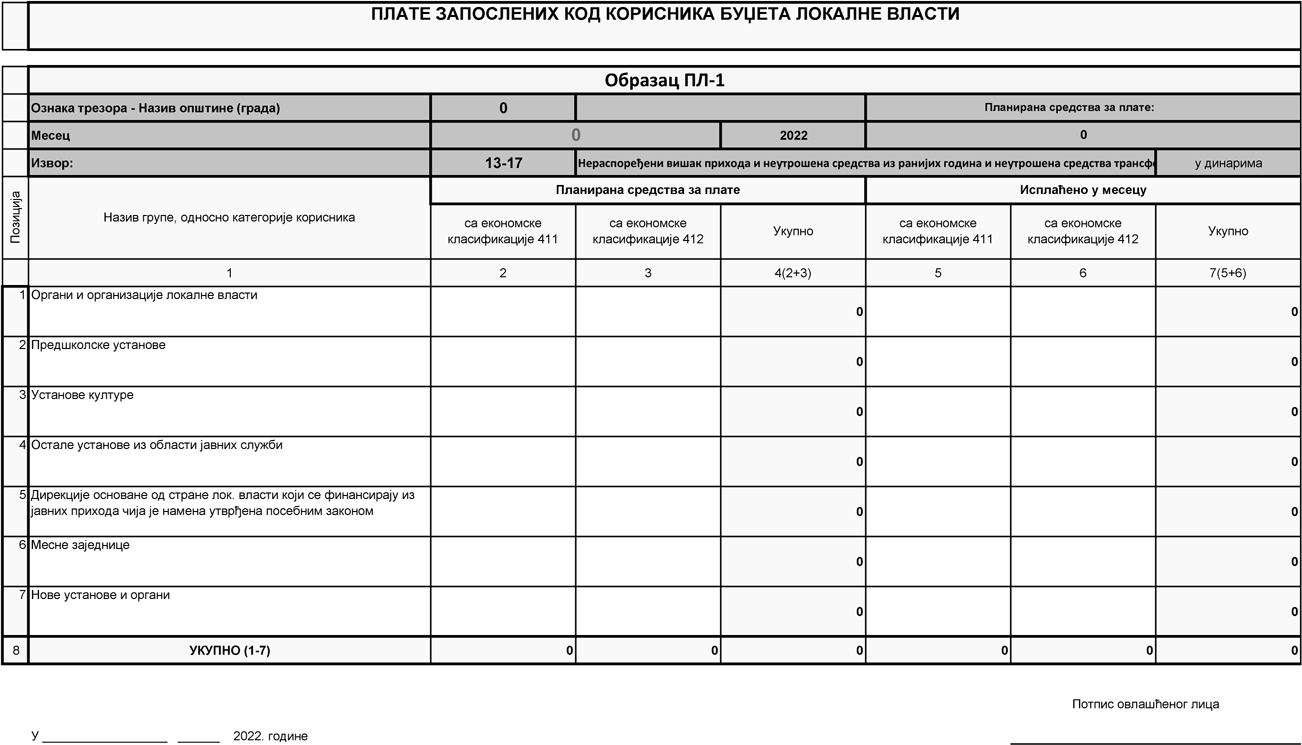 ПЛАТЕ ЗАПОСЛЕНИХ КОД КОРИСНИКА БУЏЕТА ЛОКАЛНЕ ВЛАСТИ
Образац ПЛ-1
Ознака трезора - Назив општине (града) 0 Планирана средства за плате:
Месец 0 2022 0
Извор: 13-17 Нераспоређени вишак прихода и неутрошена средства из ранијих година и неутрошена средства трансфе у динарима
Позиција
Назив групе, односно категорије корисника
Планирана средства за плате Исплаћено у месецу
са економске класификације 411 са економске класификације 412 Укупно са економске класификације 411 са економске класификације 412 Укупно
1 2 3 4(2+3) 5 6 7(5+6)
1 Органи и организације локалне власти 0 0
2 Предшколске установе 0 0
3 Установе културе 0 0
4 Остале установе из области јавних служби 0 0
5 Дирекције основане од стране лок. власти који се финансирају из
јавних прихода чија је намена утврђена посебним законом 0 0
6 Месне заједнице 0 0
7 Нове установе и органи 0 0
8 УКУПНО (1-7) 0 0 0 0 0 0
Потпис овлашћеног лица
У ___________________ ______ 2022. године